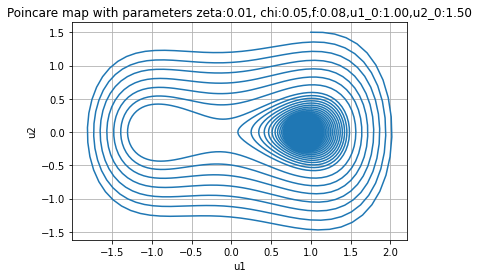 Poincare map with parameters zeta:0.01, chi:0.05,f:0.08,u1_0:1.00,u2_0:1.50
1.5
1.0
0.5
0.0
−0.5
−1.0
−1.5
u2
−1.5 −1.0 −0.5 0.0 0.5 1.0 1.5 2.0
u1